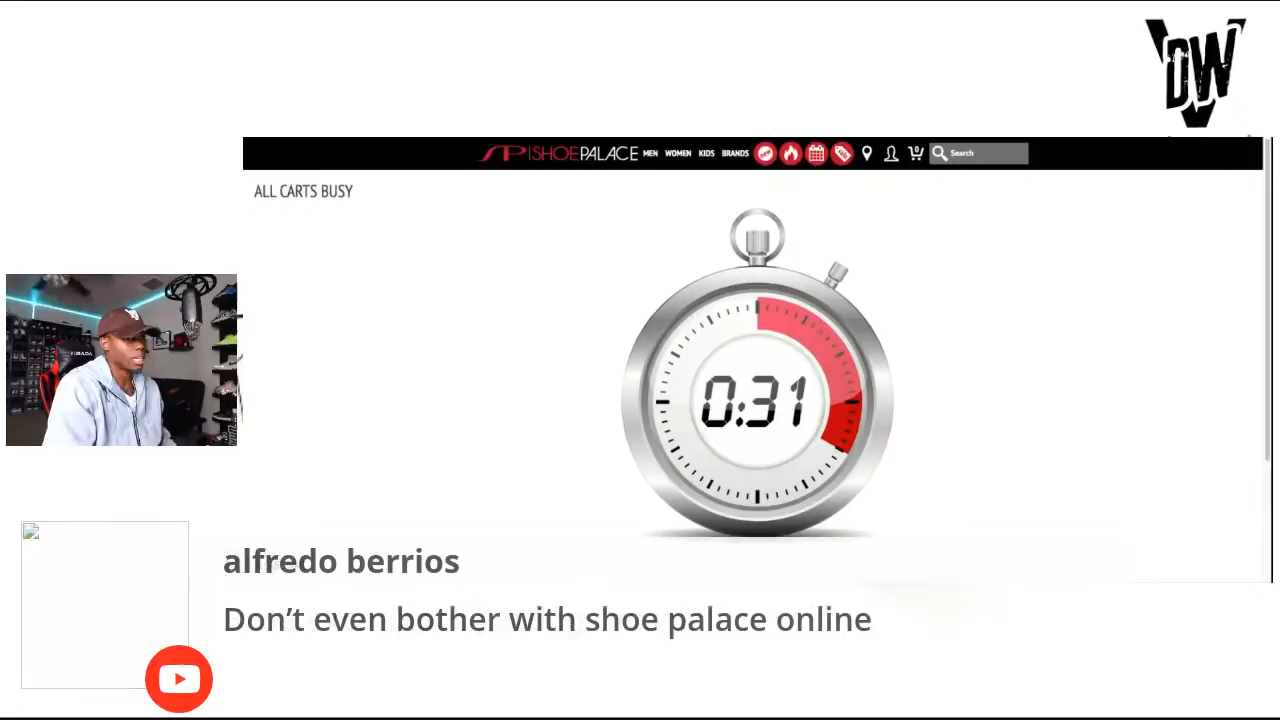 DW
SHOEPALACE MEN WOMEN KIDS BRANDS Search
ALL CARTS BUSY
0:31
alfredo berrios
Don’t even bother with shoe palace online